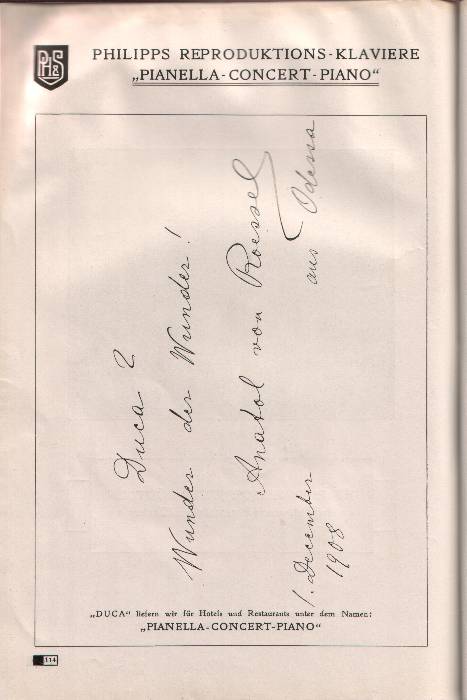 PH&S
PHILIPPS REPRODUKTIONS-KLAVIERE
„PIANELLA-CONCERT-PIANO“
Duca?
Wunder der Wunder!
Anatol von Roessel
aus Odessa
1. December
1908
„DUCA“ liefern wir für Hotels und Restaurants unter dem Namen:
„PIANELLA-CONCERT-PIANO“
114